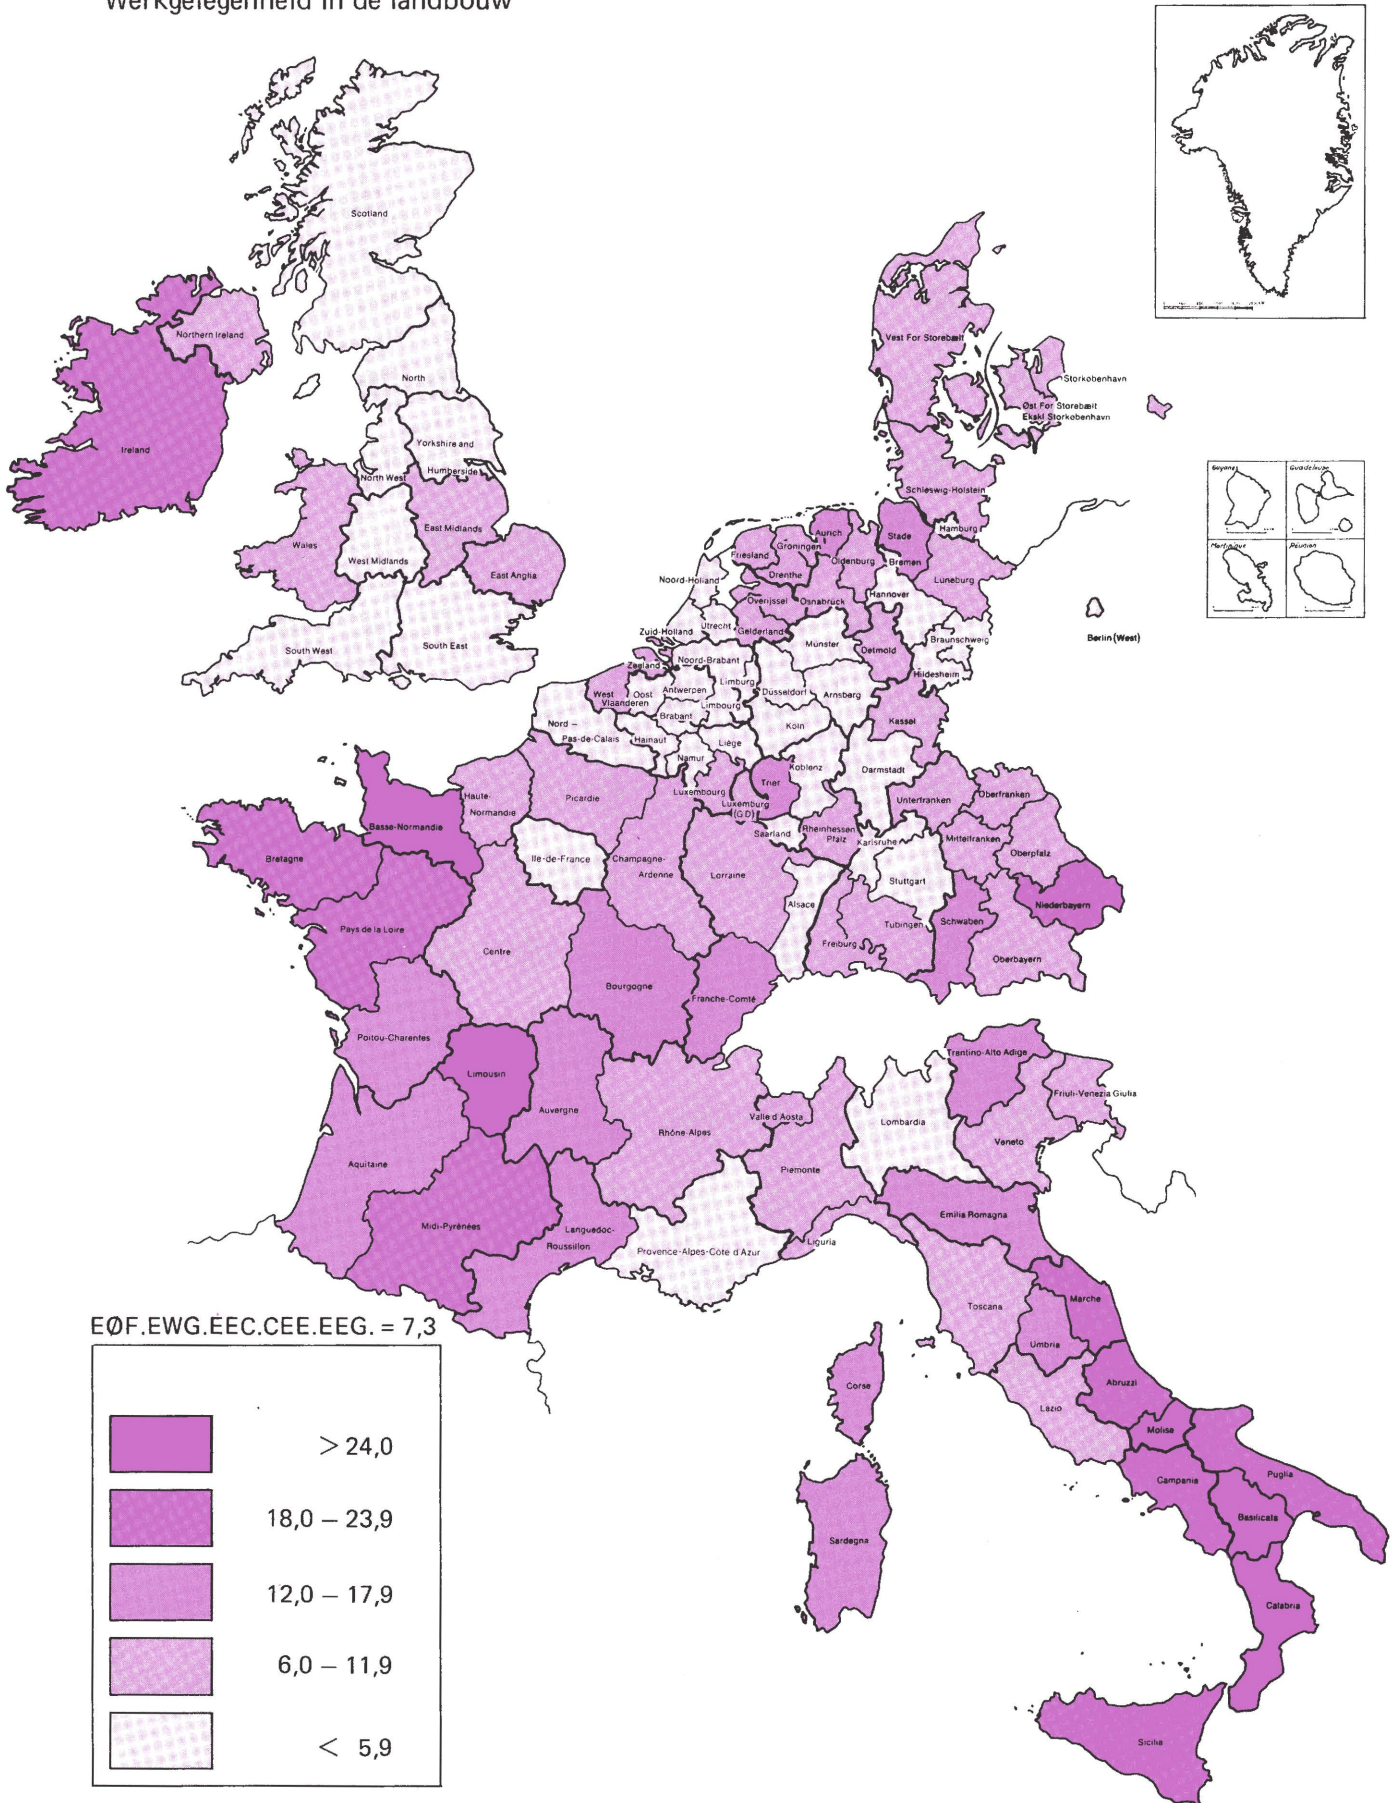 Werkgelegenheid in de landbouw
Scotland
Northern Ireland
North
Ireland
Yorkshire and
Humberside
North West
East Midlands
Wales
West Midlands
East Anglia
South West
South East
Vest For Storebælt
Storkøbenhavn
Øst For Storebælt
Ekskl Storkøbenhavn
Schleswig-Holstein
Hamburg
Guyane
Guadeloupe
Martinique
Réunion
Berlin (West)
Aurich
Stade
Groningen
Friesland
Oldenburg
Bremen
Drenthe
Lüneburg
Noord-Holland
Hannover
Overijssel
Osnabrück
Utrecht
Zuid-Holland
Gelderland
Braunschweig
Münster
Detmold
Noord-Brabant
Zeeland
Hildesheim
Limburg
Antwerpen
West
Oost
Vlaanderen
Düsseldorf
Arnsberg
Limbourg
Brabant
Kassel
Köln
Nord –
Pas-de-Calais
Hainaut
Liège
Namur
Koblenz
Darmstadt
Trier
Luxembourg
Luxemburg
(G D)
Haute-
Normandie
Picardie
Unterfranken
Oberfranken
Basse-Normandie
Saarland
Rheinhessen
Pfalz
Karlsruhe
Mittelfranken
Oberpfalz
Bretagne
Ile-de-France
Champagne-
Ardenne
Lorraine
Stuttgart
Alsace
Niederbayern
Pays de la Loire
Schwaben
Tübingen
Freiburg
Centre
Oberbayern
Bourgogne
Franche-Comté
Poitou-Charentes
Limousin
Trentino-Alto Adige
Friuli-Venezia Giulia
Auvergne
Valle d Aosta
Lombardia
Rhône-Alpes
Veneto
Aquitaine
Piemonte
Emilia Romagna
Midi-Pyrénées
Languedoc-
Roussillon
Liguria
Provence-Alpes-Côte d Azur
Marche
Toscana
EØF.EWG.EEC.CEE.EEG. = 7,3
Umbria
Abruzzi
Corse
Lazio
Molise
> 24,0
Puglia
Campania
Basilicata
18,0 – 23,9
Sardegna
12,0 – 17,9
Calabria
6,0 – 11,9
Sicilia
< 5,9